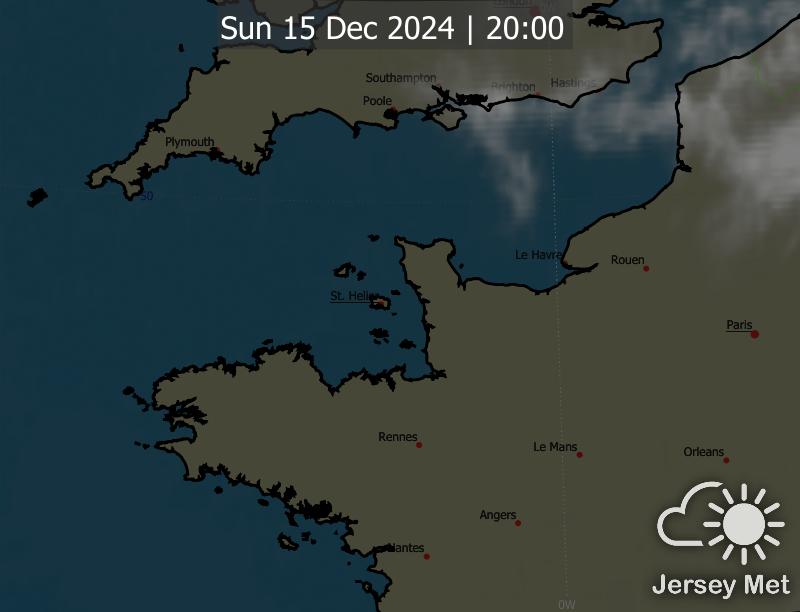 London
Sun 15 Dec 2024 | 20:00
Southampton
Brighton
Hastings
Poole
Plymouth
50
Le Havre
Rouen
St. Helier
Paris
Rennes
Le Mans
Orleans
Angers
Nantes
Jersey Met
0W